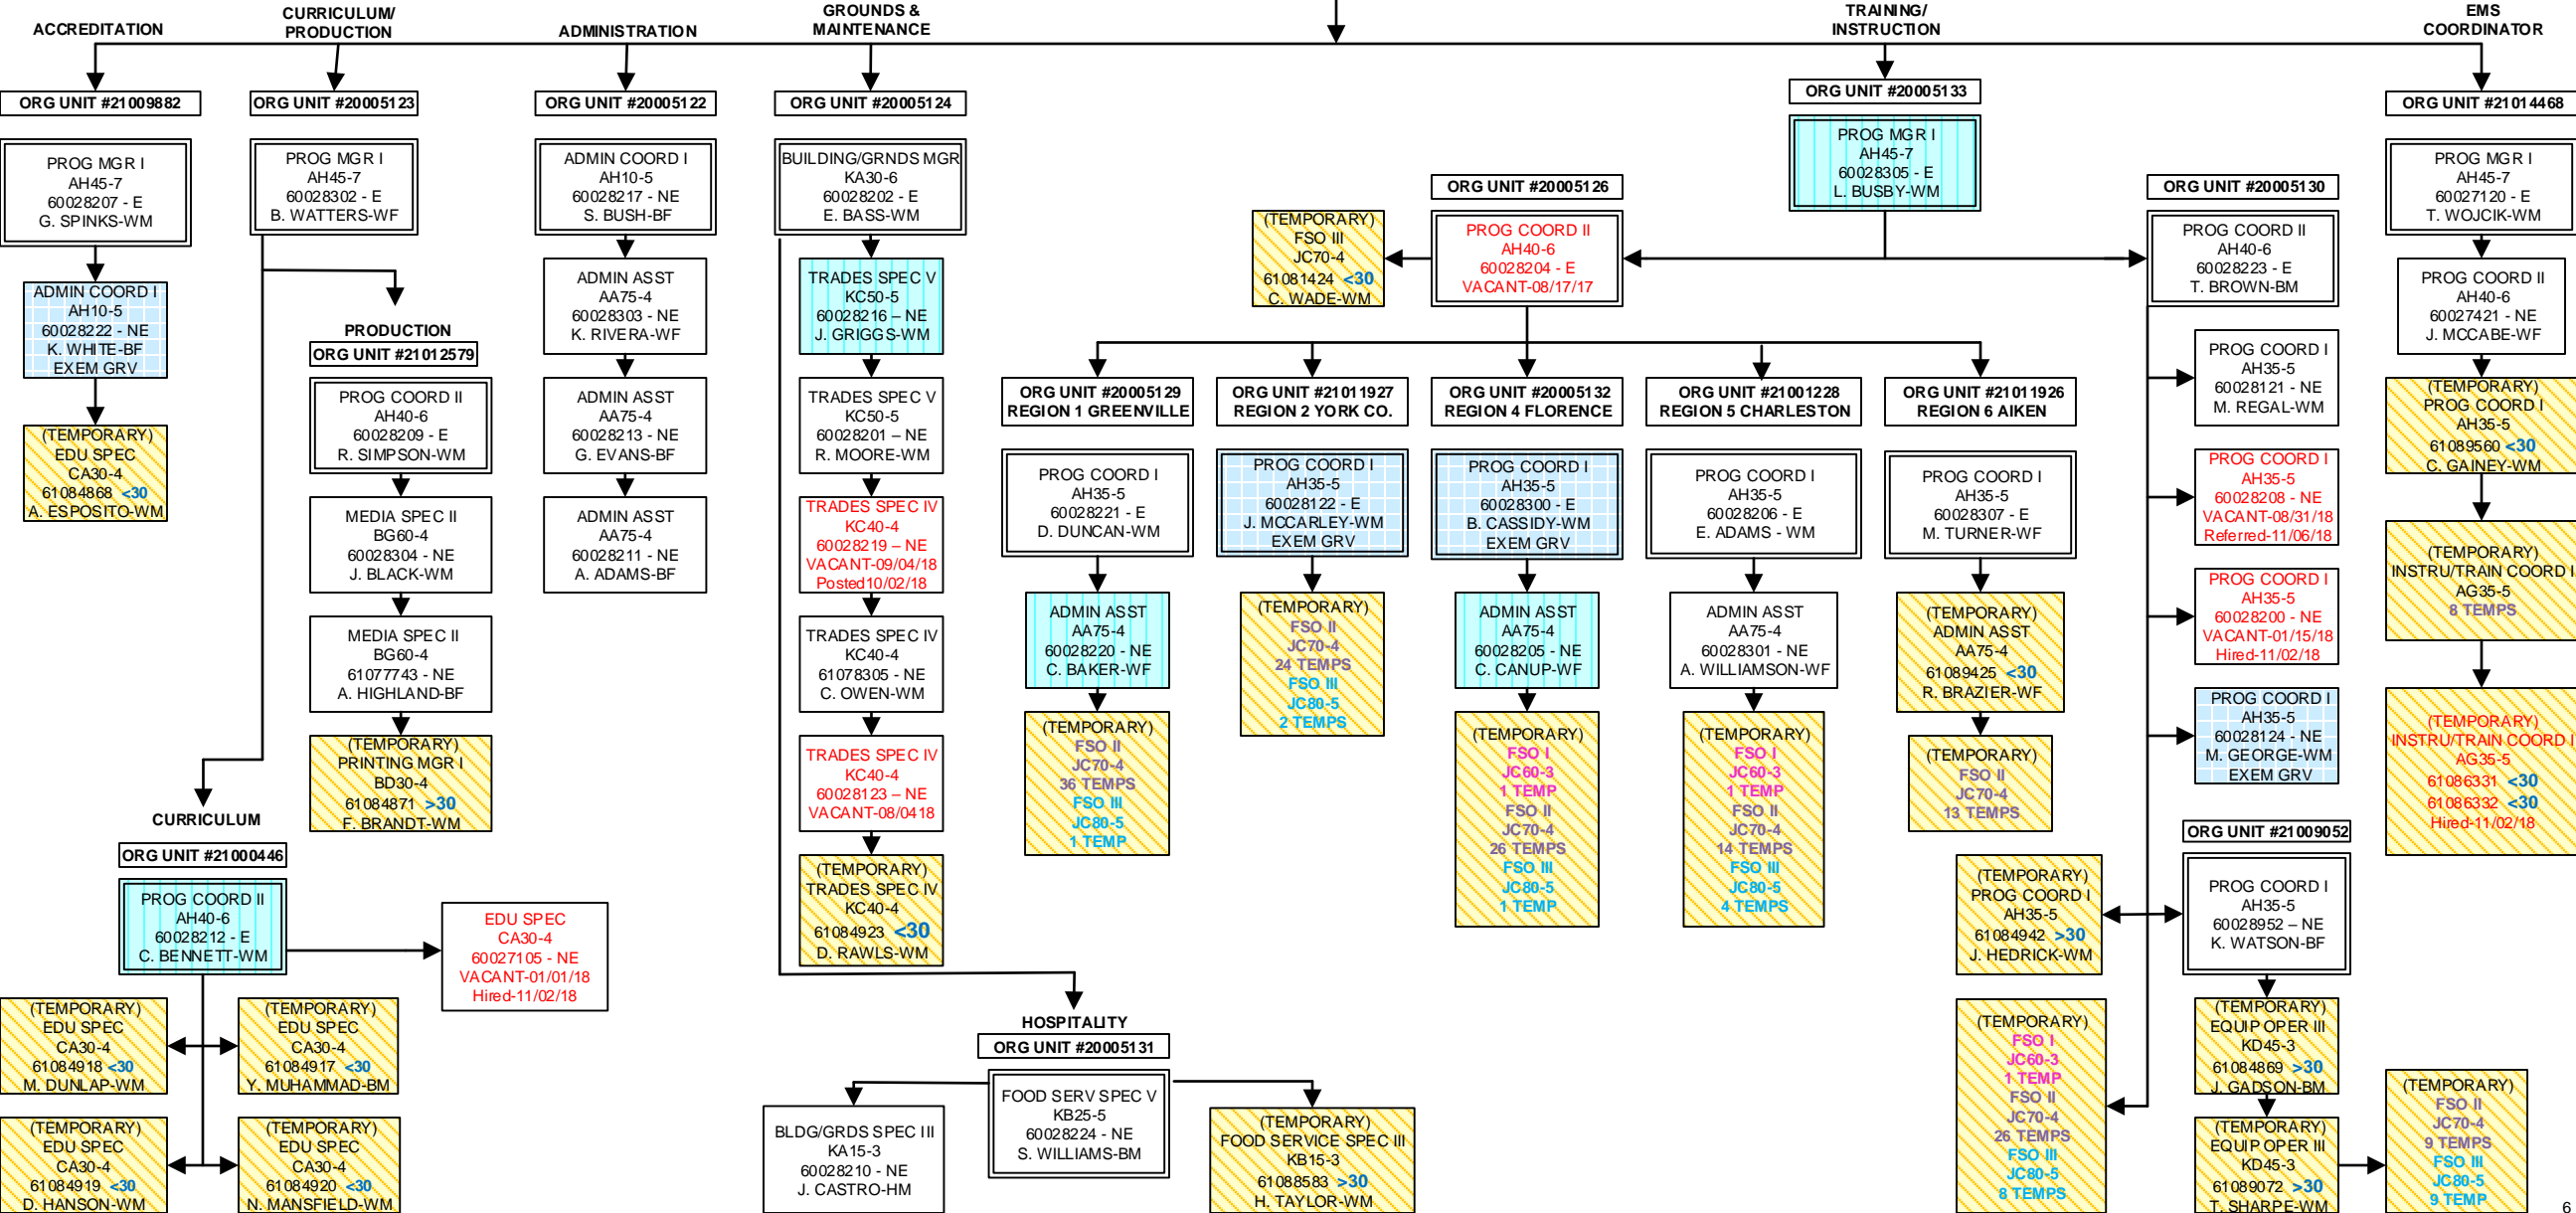 ACCREDITATION
CURRICULUM/
PRODUCTION
ADMINISTRATION
GROUNDS &
MAINTENANCE
TRAINING/
INSTRUCTION
EMS
COORDINATOR
ORG UNIT #21009882
PROG MGR I
AH45-7
60028207 - E
G. SPINKS-WM
ADMIN COORD I
AH10-5
60028222 - NE
K. WHITE-BF
EXEM GRV
(TEMPORARY)
EDU SPEC
CA30-4
61084868 <30
A. ESPOSITO-WM
ORG UNIT #20005123
PROG MGR I
AH45-7
60028302 - E
B. WATTERS-WF
PRODUCTION
ORG UNIT #21012579
PROG COORD II
AH40-6
60028209 - E
R. SIMPSON-WM
MEDIA SPEC II
BG60-4
60028304 - NE
J. BLACK-WM
MEDIA SPEC II
BG60-4
61077743 - NE
A. HIGHLAND-BF
(TEMPORARY)
PRINTING MGR I
BD30-4
61084871 >30
F. BRANDT-WM
CURRICULUM
ORG UNIT #21000446
PROG COORD II
AH40-6
60028212 - E
C. BENNETT-WM
EDU SPEC
CA30-4
60027105 - NE
VACANT-01/01/18
Hired-11/02/18
(TEMPORARY)
EDU SPEC
CA30-4
61084918 <30
M. DUNLAP-WM
(TEMPORARY)
EDU SPEC
CA30-4
61084917 <30
Y. MUHAMMAD-BM
(TEMPORARY)
EDU SPEC
CA30-4
61084919 <30
D. HANSON-WM
(TEMPORARY)
EDU SPEC
CA30-4
61084920 <30
N. MANSFIELD-WM
ORG UNIT #20005122
ADMIN COORD I
AH10-5
60028217 - NE
S. BUSH-BF
ADMIN ASST
AA75-4
60028303 - NE
K. RIVERA-WF
ADMIN ASST
AA75-4
60028213 - NE
G. EVANS-BF
ADMIN ASST
AA75-4
60028211 - NE
A. ADAMS-BF
ORG UNIT #20005124
BUILDING/GRNDS MGR
KA30-6
60028202 - E
E. BASS-WM
TRADES SPEC V
KC50-5
60028216 – NE
J. GRIGGS-WM
TRADES SPEC V
KC50-5
60028201 – NE
R. MOORE-WM
TRADES SPEC IV
KC40-4
60028219 – NE
VACANT-09/04/18
Posted10/02/18
TRADES SPEC IV
KC40-4
61078305 – NE
C. OWEN-WM
TRADES SPEC IV
KC40-4
60028123 – NE
VACANT-08/0418
(TEMPORARY)
TRADES SPEC IV
KC40-4
61084923 <30
D. RAWLS-WM
HOSPITALITY
ORG UNIT #20005131
FOOD SERV SPEC V
KB25-5
60028224 - NE
S. WILLIAMS-BM
BLDG/GRDS SPEC III
KA15-3
60028210 - NE
J. CASTRO-HM
(TEMPORARY)
FOOD SERVICE SPEC III
KB15-3
61088583 >30
H. TAYLOR-WM
ORG UNIT #20005133
PROG MGR I
AH45-7
60028305 - E
L. BUSBY-WM
ORG UNIT #20005126
PROG COORD II
AH40-6
60028204 - E
VACANT-08/17/17
(TEMPORARY)
FSO III
JC70-4
61081424 <30
C. WADE-WM
ORG UNIT #20005129
REGION 1 GREENVILLE
PROG COORD I
AH35-5
60028221 - E
D. DUNCAN-WM
ADMIN ASST
AA75-4
60028220 - NE
C. BAKER-WF
(TEMPORARY)
FSO II
JC70-4
36 TEMPS
FSO III
JC80-5
1 TEMP
ORG UNIT #21011927
REGION 2 YORK CO.
PROG COORD I
AH35-5
60028122 - E
J. MCCARLEY-WM
EXEM GRV
(TEMPORARY)
FSO II
JC70-4
24 TEMPS
FSO III
JC80-5
2 TEMPS
ORG UNIT #20005132
REGION 4 FLORENCE
PROG COORD I
AH35-5
60028300 - E
B. CASSIDY-WM
EXEM GRV
ADMIN ASST
AA75-4
60028205 - NE
C. CANUP-WF
(TEMPORARY)
FSO I
JC60-3
1 TEMP
FSO II
JC70-4
26 TEMPS
FSO III
JC80-5
1 TEMP
ORG UNIT #21001228
REGION 5 CHARLESTON
PROG COORD I
AH35-5
60028206 - E
E. ADAMS - WM
ADMIN ASST
AA75-4
60028301 - NE
A. WILLIAMSON-WF
(TEMPORARY)
FSO I
JC60-3
1 TEMP
FSO II
JC70-4
14 TEMPS
FSO III
JC80-5
4 TEMPS
ORG UNIT #21011926
REGION 6 AIKEN
PROG COORD I
AH35-5
60028307 - E
M. TURNER-WF
(TEMPORARY)
ADMIN ASST
AA75-4
61089425 <30
R. BRAZIER-WF
(TEMPORARY)
FSO II
JC70-4
13 TEMPS
ORG UNIT #20005130
PROG COORD II
AH40-6
60028223 - E
T. BROWN-BM
PROG COORD I
AH35-5
60028121 - NE
M. REGAL-WM
PROG COORD I
AH35-5
60028208 - NE
VACANT-08/31/18
Referred-11/06/18
PROG COORD I
AH35-5
60028200 - NE
VACANT-01/15/18
Hired-11/02/18
PROG COORD I
AH35-5
60028124 - NE
M. GEORGE-WM
EXEM GRV
ORG UNIT #21009052
(TEMPORARY)
PROG COORD I
AH35-5
61084942 >30
J. HEDRICK-WM
PROG COORD I
AH35-5
60028952 – NE
K. WATSON-BF
(TEMPORARY)
FSO I
JC60-3
1 TEMP
FSO II
JC70-4
26 TEMPS
FSO III
JC80-5
8 TEMPS
(TEMPORARY)
EQUIP OPER III
KD45-3
61084869 >30
J. GADSON-BM
(TEMPORARY)
EQUIP OPER III
KD45-3
61089072 >30
T. SHARPE-WM
(TEMPORARY)
FSO II
JC70-4
9 TEMPS
FSO III
JC80-5
9 TEMP
ORG UNIT #21014468
PROG MGR I
AH45-7
60027120 - E
T. WOJCIK-WM
PROG COORD II
AH40-6
60027421 - NE
J. MCCABE-WF
(TEMPORARY)
PROG COORD I
AH35-5
61089560 <30
C. GAINEY-WM
(TEMPORARY)
INSTRU/TRAIN COORD I
AG35-5
8 TEMPS
(TEMPORARY)
INSTRU/TRAIN COORD I
AG35-5
61086331 <30
61086332 <30
Hired-11/02/18
6